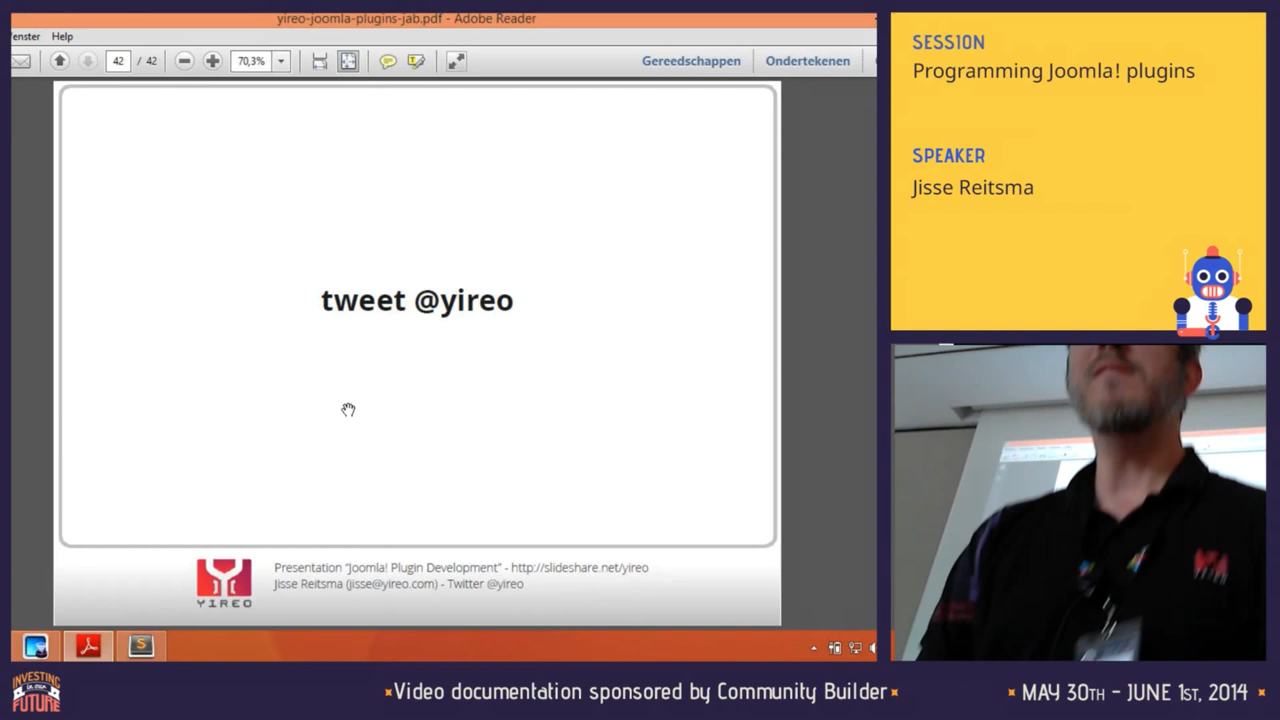 yireo-joomla-plugins-jab.pdf - Adobe Reader
enster Help
42 / 42 70,3% Gereedschappen Ondertekenen
tweet @yireo
YIREO
Presentation “Joomla! Plugin Development” - http://slideshare.net/yireo
Jisse Reitsma (jisse@yireo.com) - Twitter @yireo
SESSION
Programming Joomla! plugins
SPEAKER
Jisse Reitsma
INVESTING
in our
FUTURE
Video documentation sponsored by Community Builder
MAY 30TH - JUNE 1ST, 2014